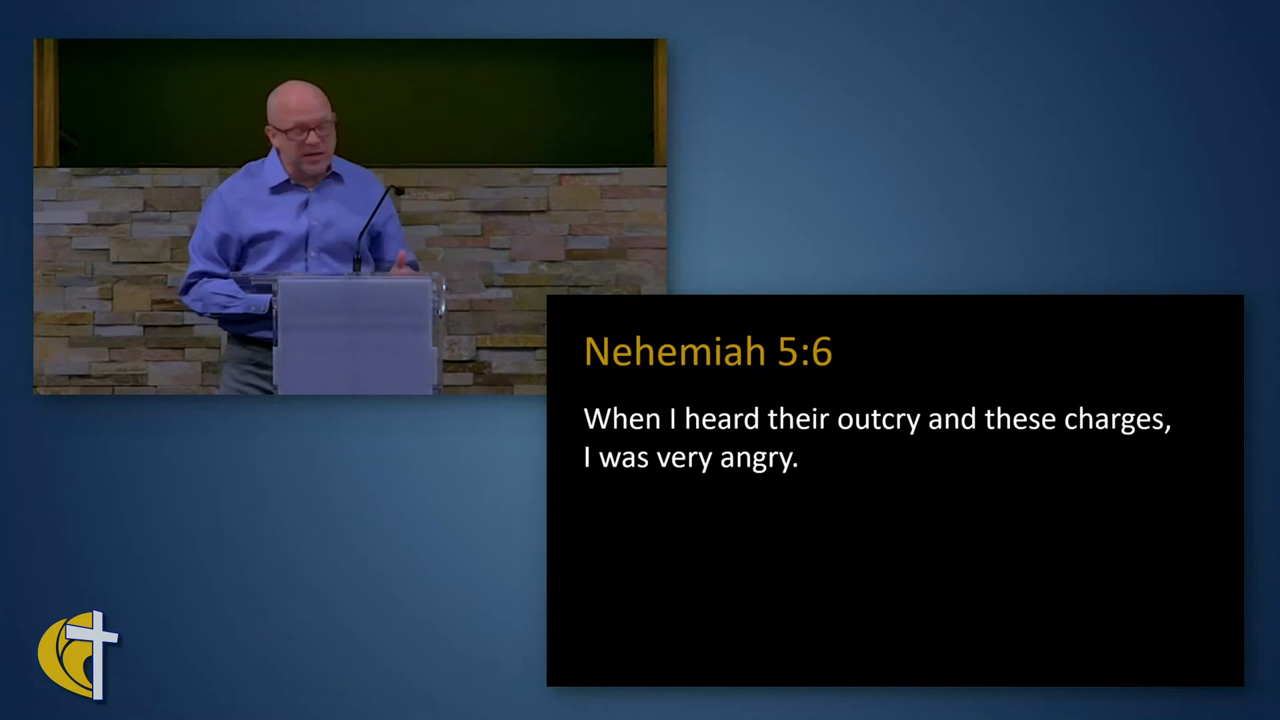 Nehemiah 5:6
When I heard their outcry and these charges,
I was very angry.